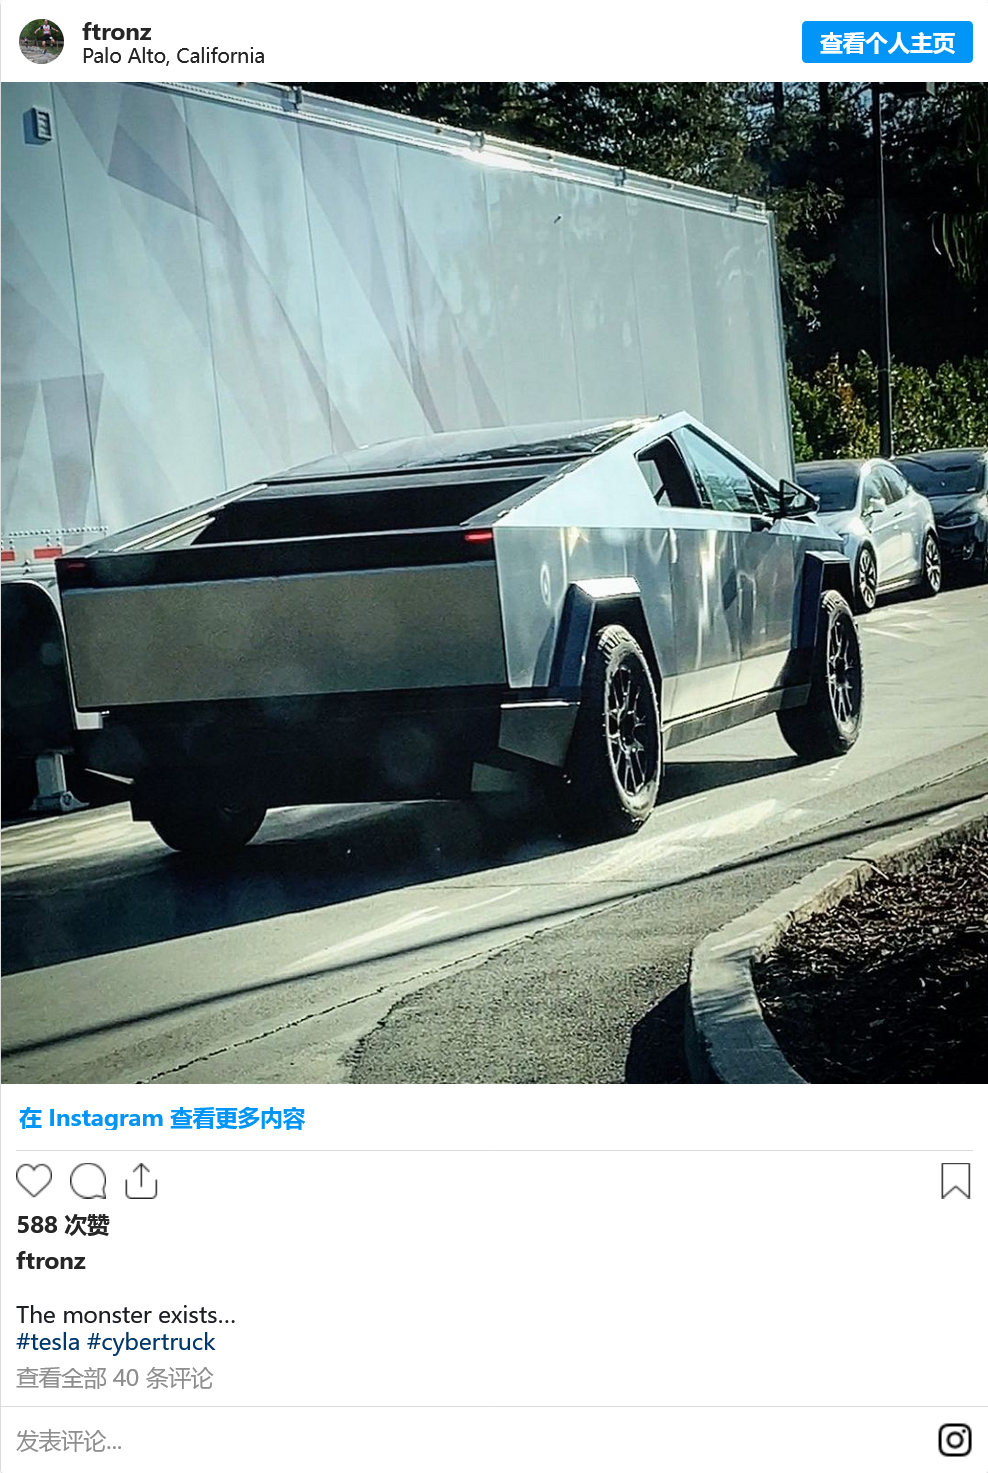 ftronz
Palo Alto, California
查看个人主页
在 Instagram 查看更多内容
588 次赞
ftronz
The monster exists...
#tesla #cybertruck
查看全部 40 条评论
发表评论...